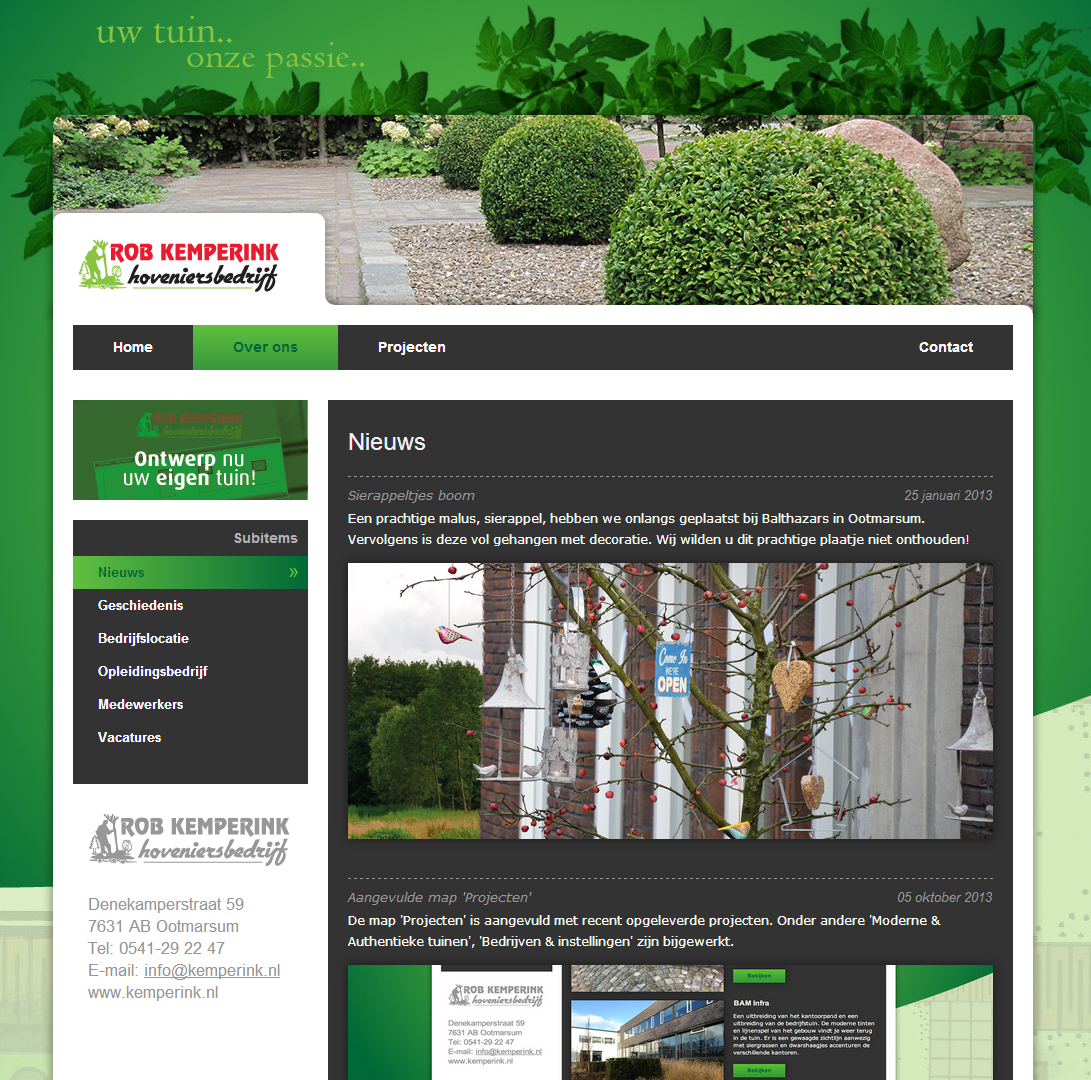 uw tuin..
onze passie..
ROB KEMPERINK
hoveniersbedrijf
Home
Over ons
Projecten
Contact
ROB KEMPERINK
hoveniersbedrijf
Ontwerp nu
uw eigen tuin!
Subitems
Nieuws »
Geschiedenis
Bedrijfslocatie
Opleidingsbedrijf
Medewerkers
Vacatures
ROB KEMPERINK
hoveniersbedrijf
Denekamperstraat 59
7631 AB Ootmarsum
Tel: 0541-29 22 47
E-mail: info@kemperink.nl
www.kemperink.nl
Nieuws
Sierappeltjes boom 25 januari 2013
Een prachtige malus, sierappel, hebben we onlangs geplaatst bij Balthazars in Ootmarsum.
Vervolgens is deze vol gehangen met decoratie. Wij wilden u dit prachtige plaatje niet onthouden!
Come In
WE'RE
OPEN
Aangevulde map 'Projecten' 05 oktober 2013
De map 'Projecten' is aangevuld met recent opgeleverde projecten. Onder andere 'Moderne &
Authentieke tuinen', 'Bedrijven & instellingen' zijn bijgewerkt.
ROB KEMPERINK
hoveniersbedrijf
Denekamperstraat 59
7631 AB Ootmarsum
Tel: 0541-29 22 47
E-mail: info@kemperink.nl
www.kemperink.nl
Bekijken
BAM Infra
Een uitbreiding van het kantoorpand en een
uitbreiding van de bedrijfstuin. De moderne tinten
en lijnenspel van het gebouw vindt je weer terug
in de tuin. Er is een gewaagde zichtlijn aanwezig
met siergrassen en dwarshaagjes accenturen de
verschillende kantoren.
Bekijken